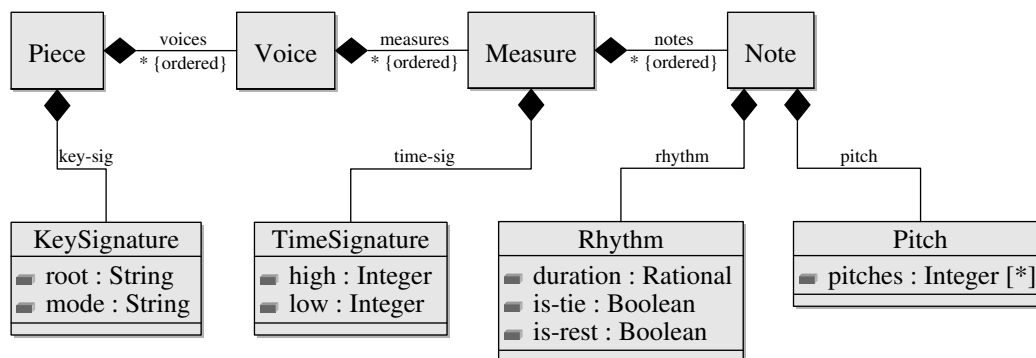 Piece
voices
* {ordered}
Voice
measures
* {ordered}
Measure
notes
* {ordered}
Note
key-sig
time-sig
rhythm
pitch
KeySignature
root : String
mode : String
TimeSignature
high : Integer
low : Integer
Rhythm
duration : Rational
is-tie : Boolean
is-rest : Boolean
Pitch
pitches : Integer [*]